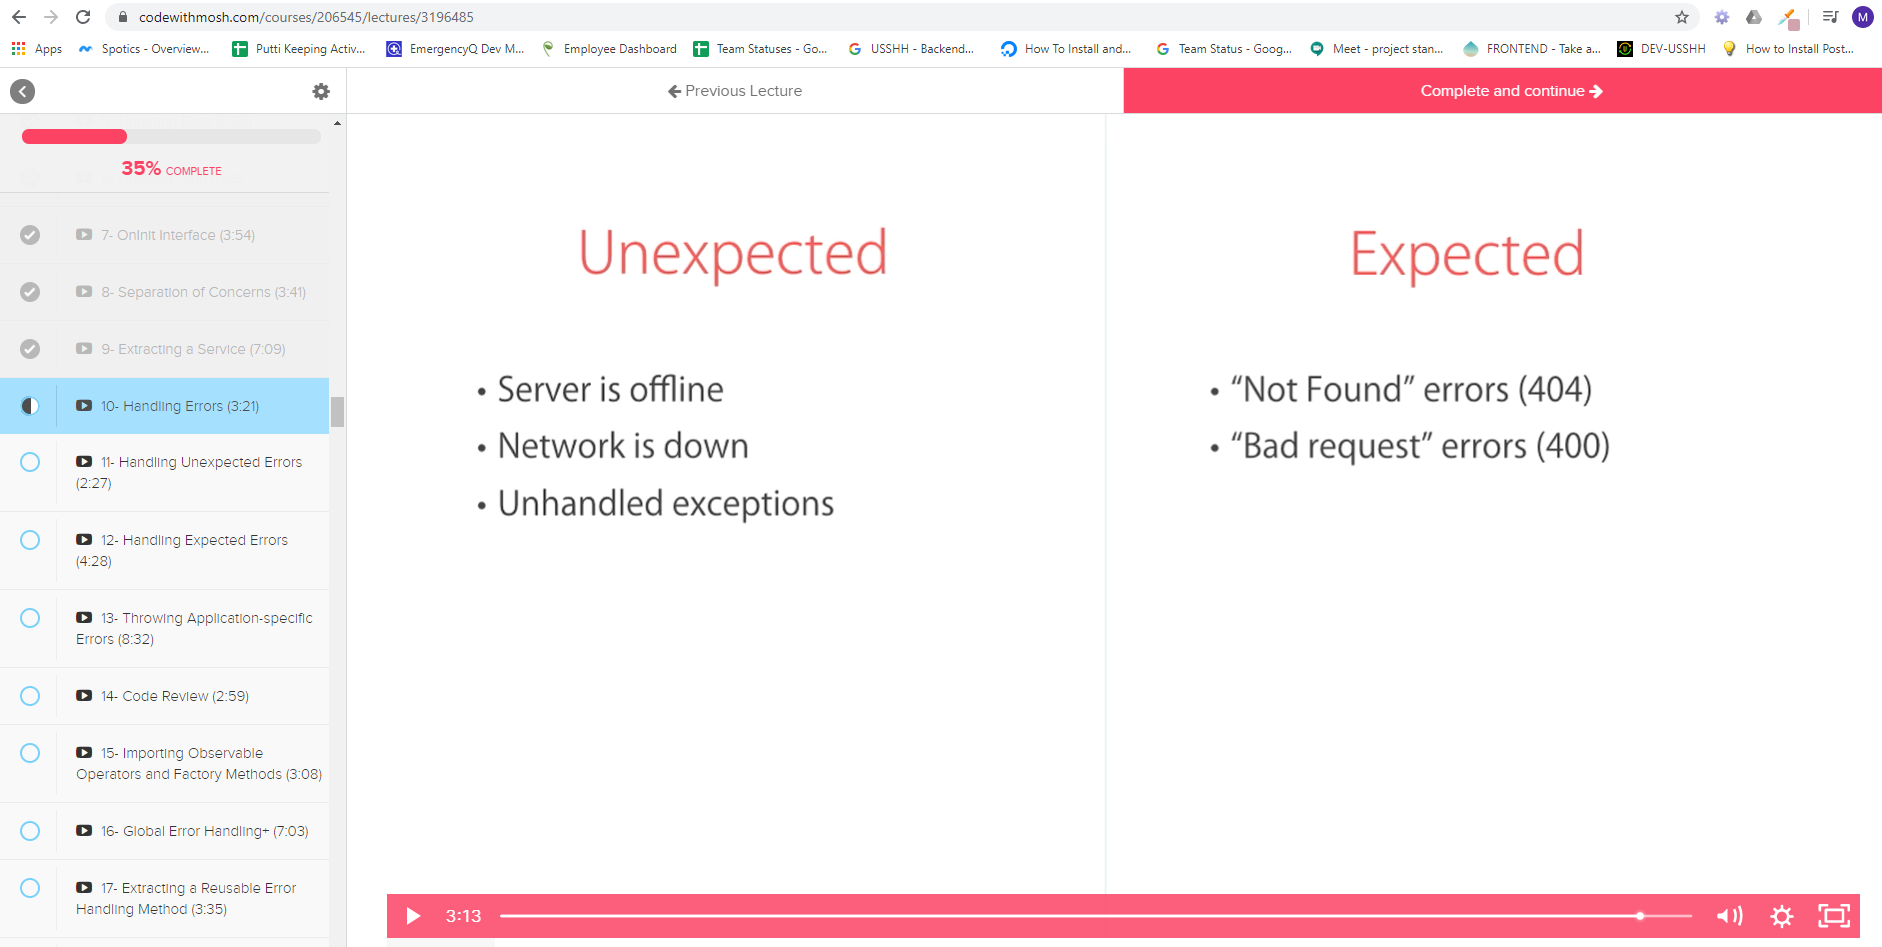 codewithmosh.com/courses/206545/lectures/3196485
M
Apps
Spotics - Overview...
Putti Keeping Activ...
EmergencyQ Dev M...
Employee Dashboard
Team Statuses - Go...
USSHH - Backend...
How To Install and...
Team Status - Goog...
Meet - project stan...
FRONTEND - Take a...
DEV-USSHH
How to Install Post...
Previous Lecture
Complete and continue
35% COMPLETE
7- OnInit Interface (3:54)
8- Separation of Concerns (3:41)
9- Extracting a Service (7:09)
10- Handling Errors (3:21)
11- Handling Unexpected Errors
(2:27)
12- Handling Expected Errors
(4:28)
13- Throwing Application-specific
Errors (8:32)
14- Code Review (2:59)
15- Importing Observable
Operators and Factory Methods (3:08)
16- Global Error Handling+ (7:03)
17- Extracting a Reusable Error
Handling Method (3:35)
Unexpected
• Server is offline
• Network is down
• Unhandled exceptions
Expected
• “Not Found” errors (404)
• “Bad request” errors (400)
3:13